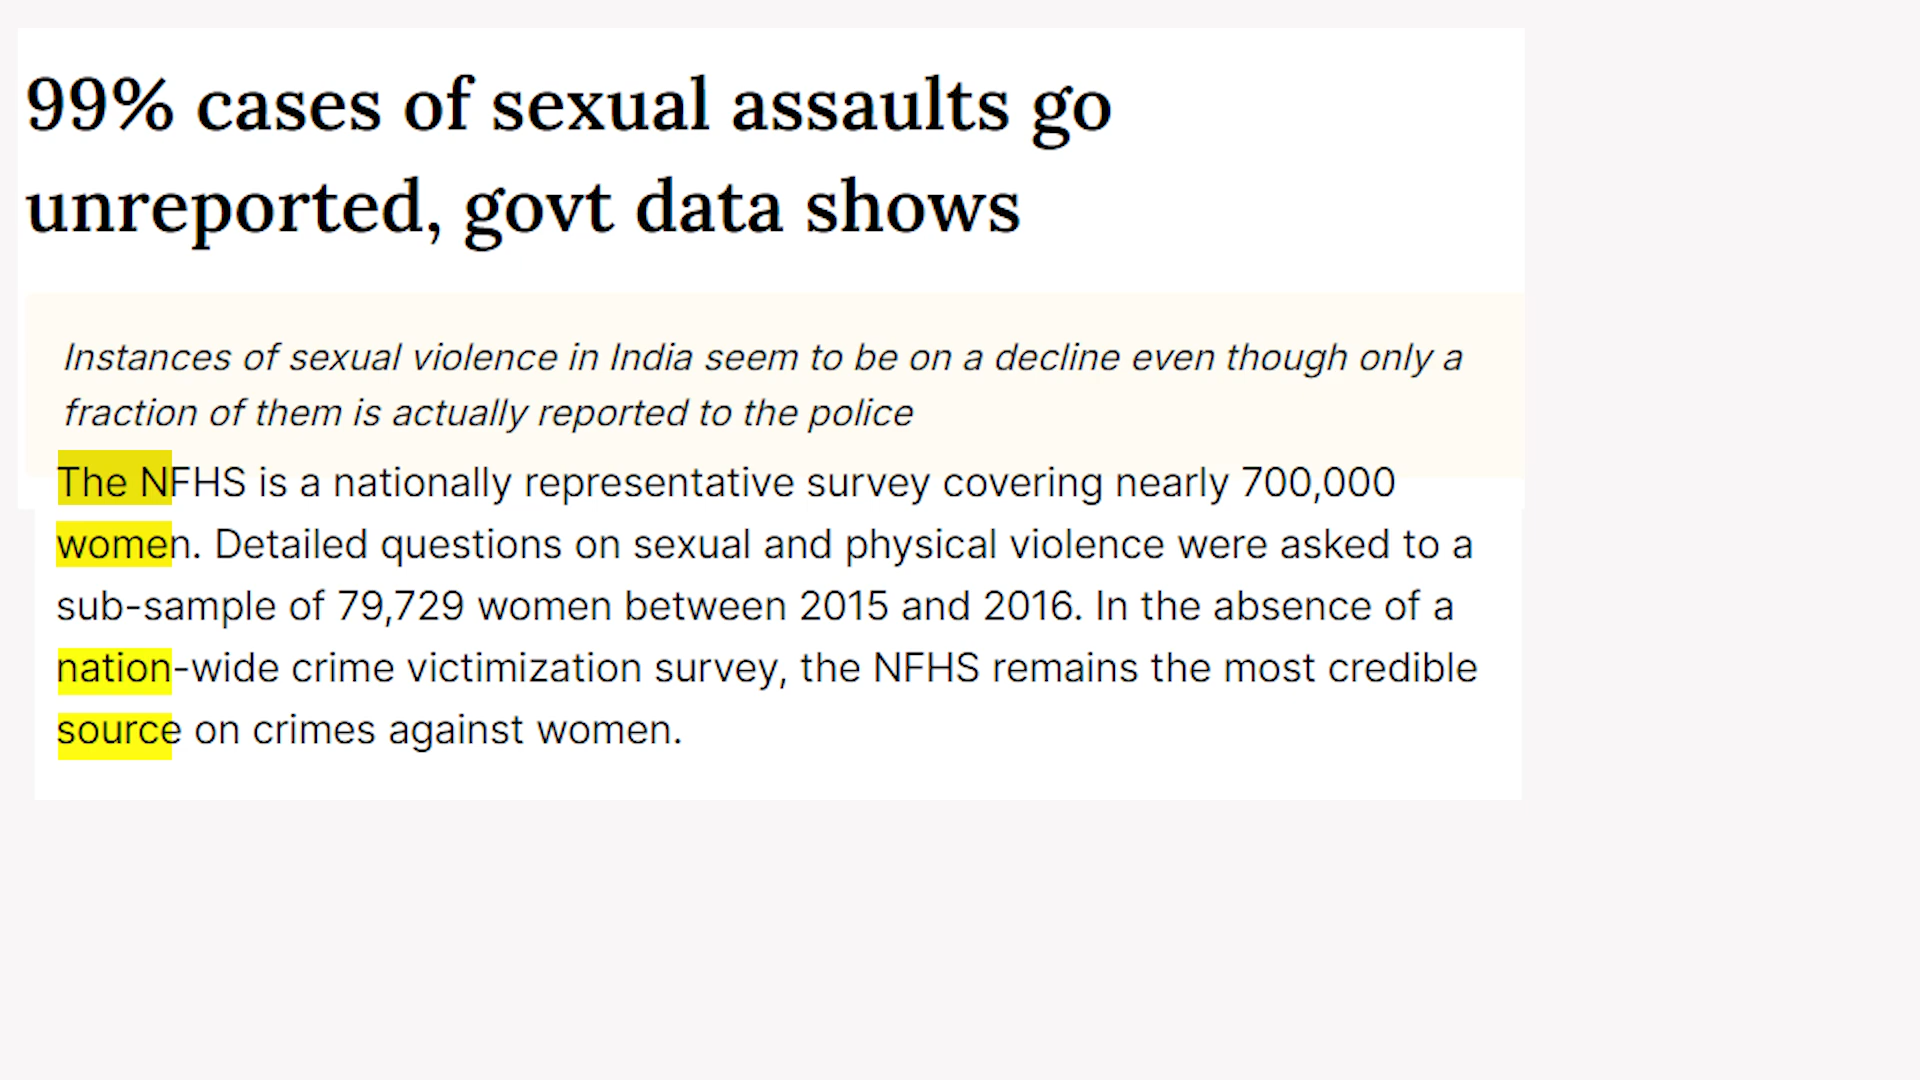 99% cases of sexual assaults go
unreported, govt data shows
Instances of sexual violence in India seem to be on a decline even though only a
fraction of them is actually reported to the police
The NFHS is a nationally representative survey covering nearly 700,000
women. Detailed questions on sexual and physical violence were asked to a
sub-sample of 79,729 women between 2015 and 2016. In the absence of a
nation-wide crime victimization survey, the NFHS remains the most credible
source on crimes against women.